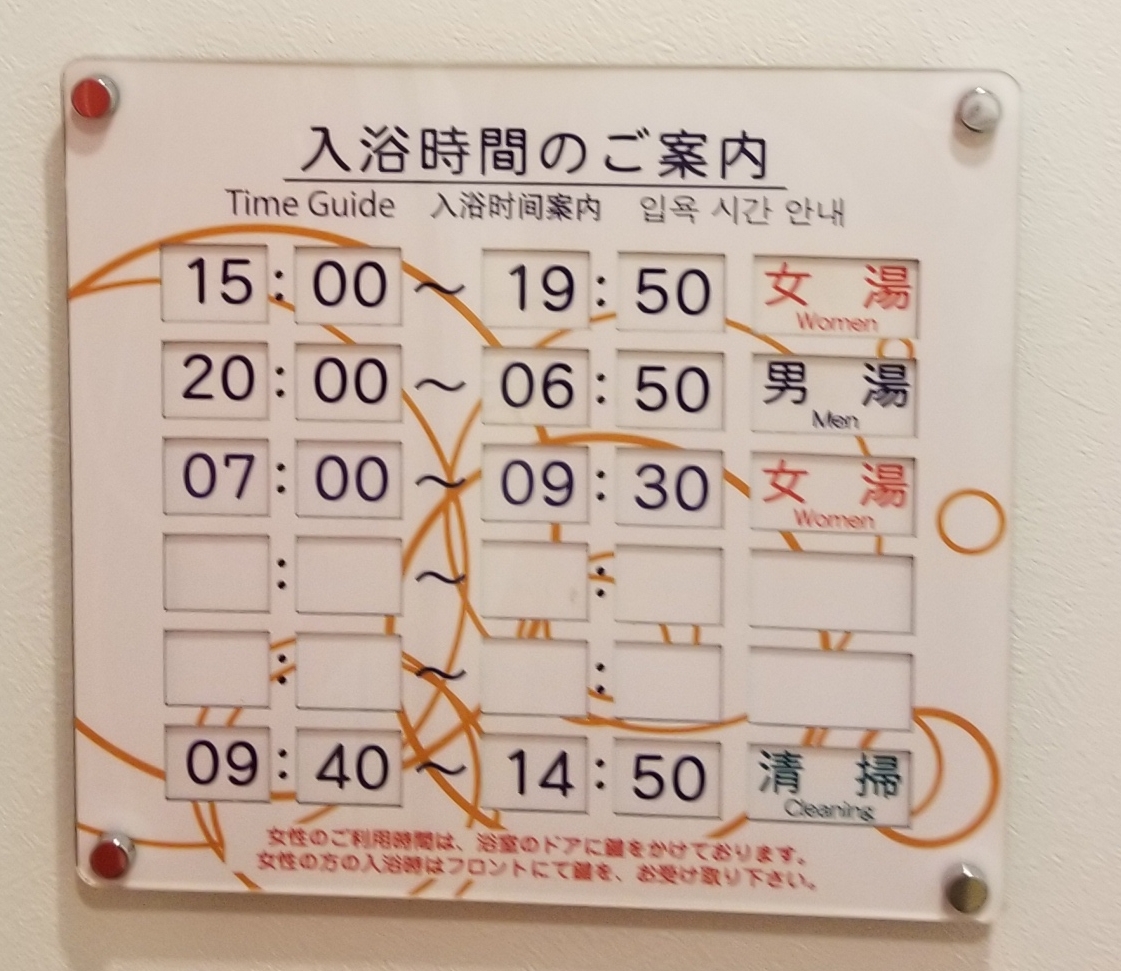 入浴時間のご案内
Time Guide 入浴时间案内 입욕 시간 안내
15:00 ～ 19:50 女湯 Women
20:00 ～ 06:50 男湯 Men
07:00 ～ 09:30 女湯 Women
: ～ :
: ～ :
09:40 ～ 14:50 清掃 Cleaning
女性のご利用時間は、浴室のドアに鍵をかけております。
女性の方の入浴時はフロントにて鍵を、お受け取り下さい。